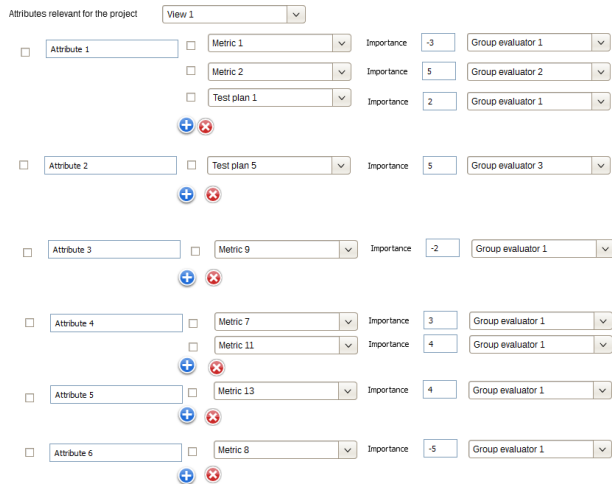 Attributes relevant for the project View 1
Attribute 1 Metric 1 Importance -3 Group evaluator 1
Metric 2 Importance 5 Group evaluator 2
Test plan 1 Importance 2 Group evaluator 1
Attribute 2 Test plan 5 Importance 5 Group evaluator 3
Attribute 3 Metric 9 Importance -2 Group evaluator 1
Attribute 4 Metric 7 Importance 3 Group evaluator 1
Metric 11 Importance 4 Group evaluator 1
Attribute 5 Metric 13 Importance 4 Group evaluator 1
Attribute 6 Metric 8 Importance -5 Group evaluator 1